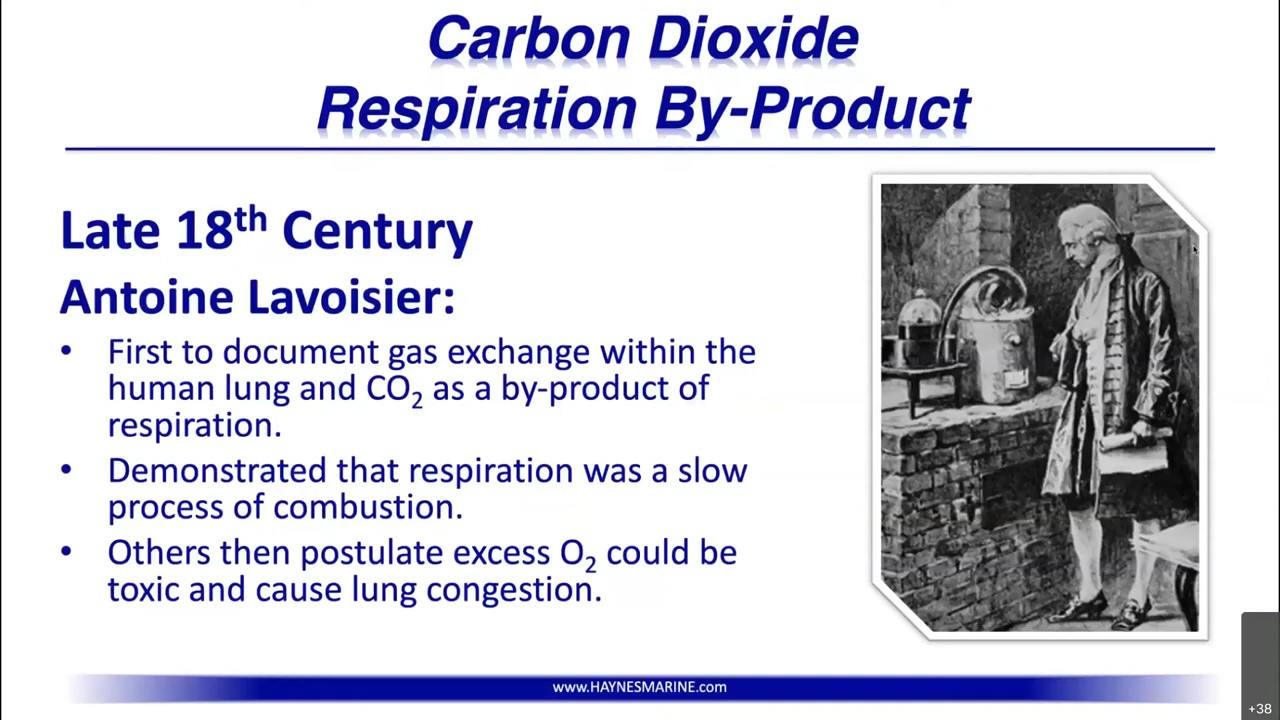 Carbon Dioxide
Respiration By-Product
Late 18th Century
Antoine Lavoisier:
• First to document gas exchange within the
human lung and CO₂ as a by-product of
respiration.
• Demonstrated that respiration was a slow
process of combustion.
• Others then postulate excess O₂ could be
toxic and cause lung congestion.
www.HAYNESMARINE.com
+38